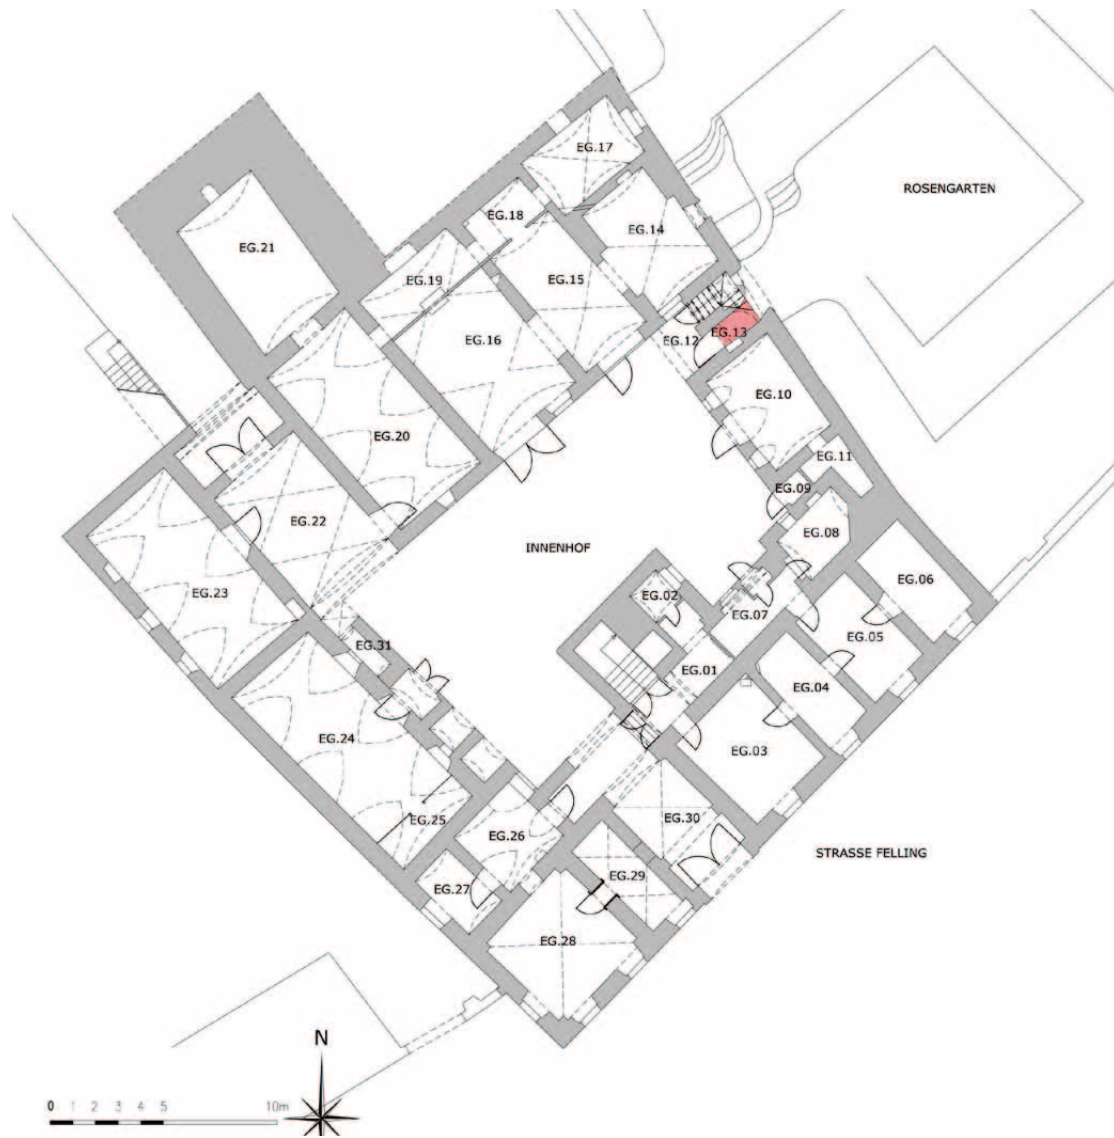 EG.17
ROSENGARTEN
EG.18
EG.14
EG.21
EG.19
EG.15
EG.12
EG.13
EG.16
EG.10
EG.20
EG.11
EG.09
EG.22
EG.08
INNENHOF
EG.06
EG.23
EG.02
EG.07
EG.05
EG.31
EG.01
EG.04
EG.24
EG.03
EG.25
EG.30
EG.26
STRASSE FELLING
EG.29
EG.27
EG.28
N
0 1 2 3 4 5 10m